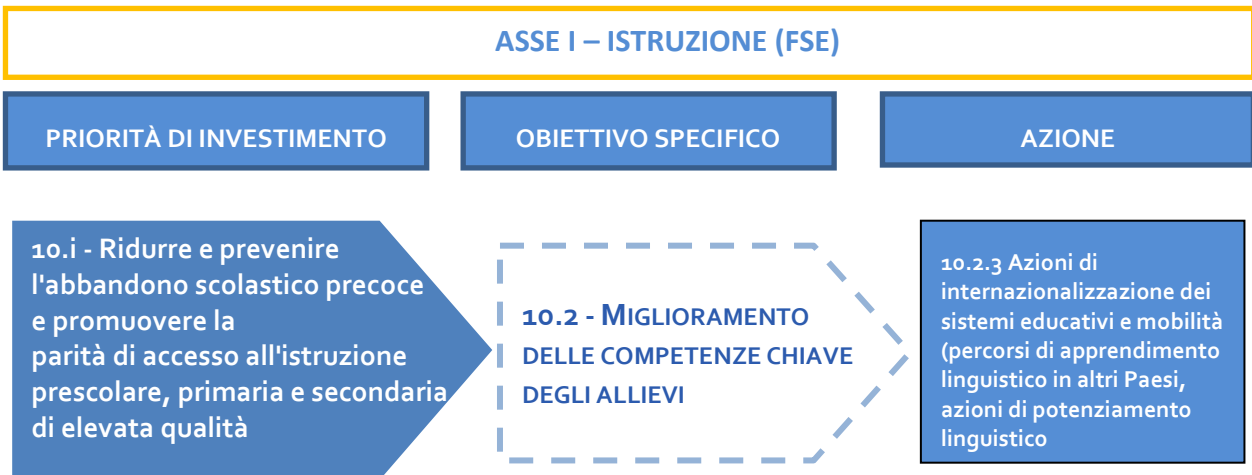 ASSE I – ISTRUZIONE (FSE)
PRIORITÀ DI INVESTIMENTO
OBIETTIVO SPECIFICO
AZIONE
10.i - Ridurre e prevenire
l'abbandono scolastico precoce
e promuovere la
parità di accesso all'istruzione
prescolare, primaria e secondaria
di elevata qualità
10.2 - MIGLIORAMENTO
DELLE COMPETENZE CHIAVE
DEGLI ALLIEVI
10.2.3 Azioni di
internazionalizzazione dei
sistemi educativi e mobilità
(percorsi di apprendimento
linguistico in altri Paesi,
azioni di potenziamento
linguistico